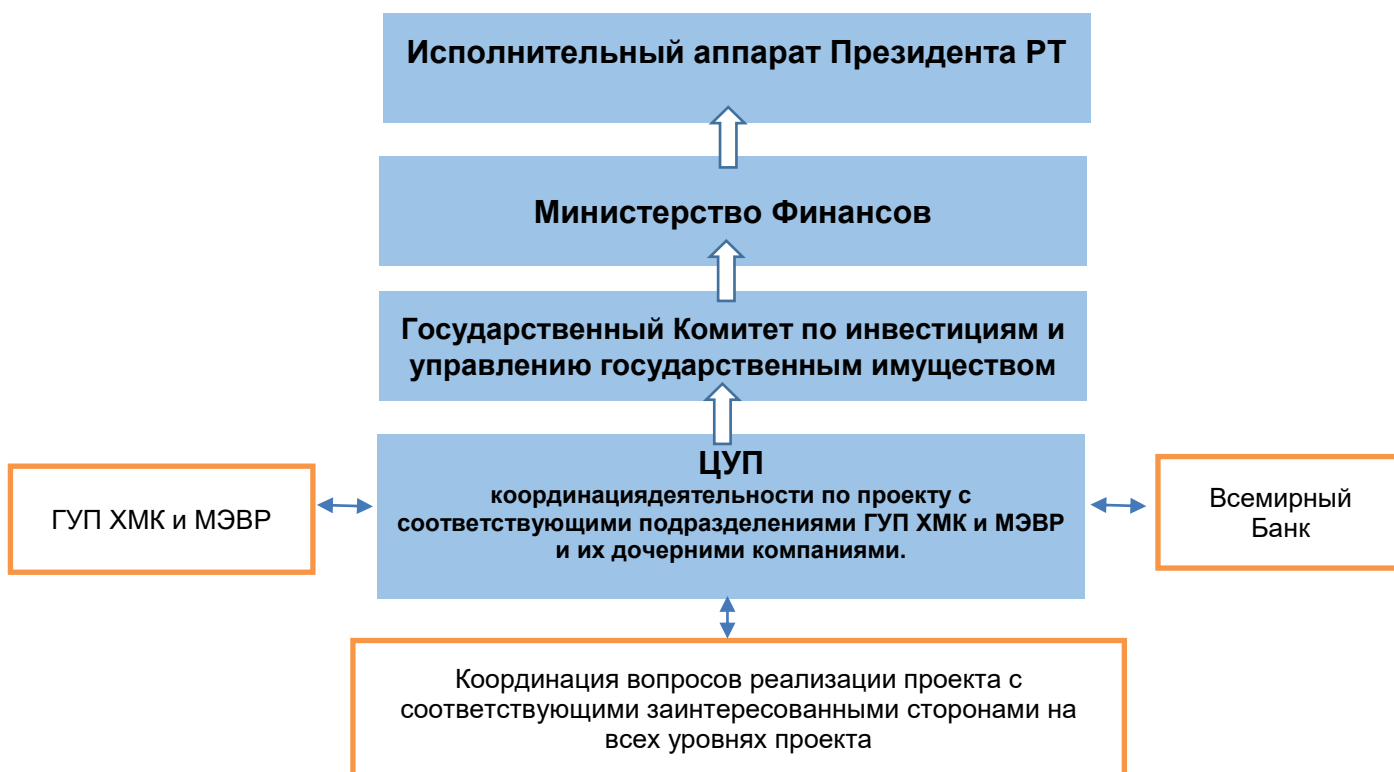 Исполнительный аппарат Президента РТ
Министерство Финансов
Государственный Комитет по инвестициям и
управлению государственным имуществом
ЦУП
координациядеятельности по проекту с
соответствующими подразделениями ГУП ХМК и МЭВР
и их дочерними компаниями.
ГУП ХМК и МЭВР
Всемирный
Банк
Координация вопросов реализации проекта с
соответствующими заинтересованными сторонами на
всех уровнях проекта